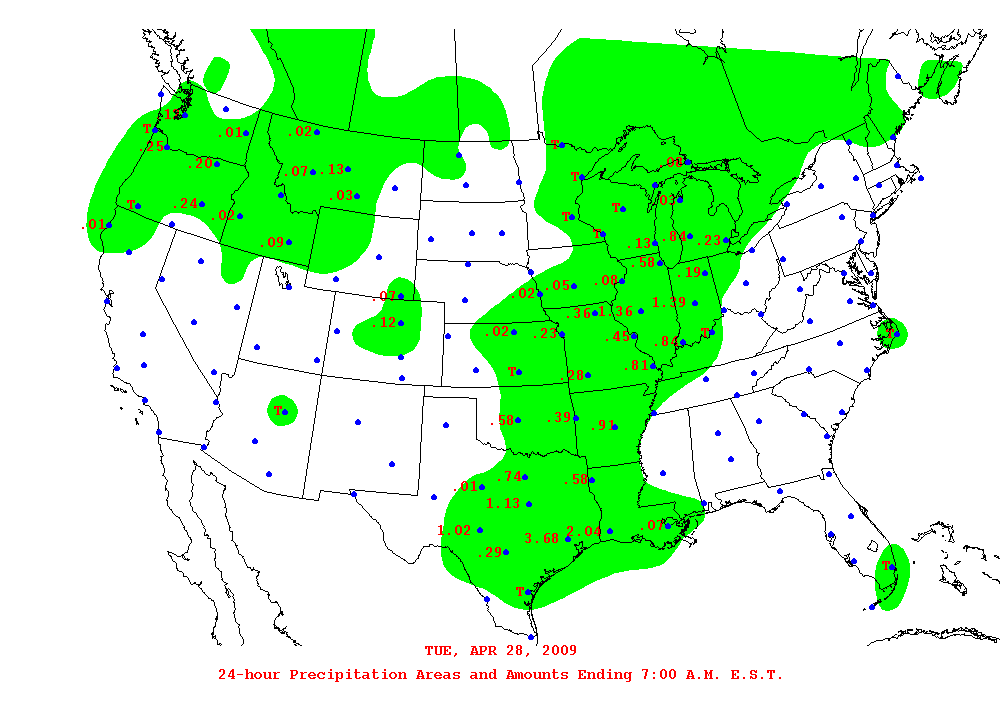 .1
T
.25
.01
.02
T
.08
.20
.07 .13
T
.03
.03
T
.24
.02
T
T
.01
.09
T
.13
.84
.23
.58
.19
.07
.02
.05
.08
1.39
.12
.36
1.36
.02
.23
.45
.84
T
T
T
.28
.81
T
.58
.39
.91
.01
.74
.58
1.13
1.02
3.68
2.04
.07
.29
T
T
TUE, APR 28, 2009
24-hour Precipitation Areas and Amounts Ending 7:00 A.M. E.S.T.